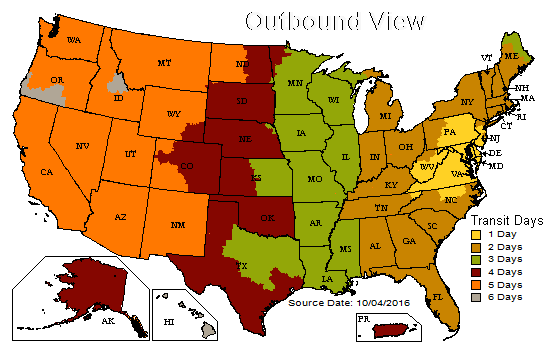 Outbound View
WA
MT
ND
MN
VT
ME
OR
ID
SD
WI
MI
NY
NH
MA
RI
CT
WY
NE
IA
PA
NJ
NV
UT
CO
KS
MO
IL
IN
OH
WV
VA
DE
MD
CA
KY
NC
AZ
NM
OK
AR
TN
SC
TX
LA
MS
AL
GA
FL
AK
HI
PR
Transit Days
1 Day
2 Days
3 Days
4 Days
5 Days
6 Days
Source Date: 10/04/2016